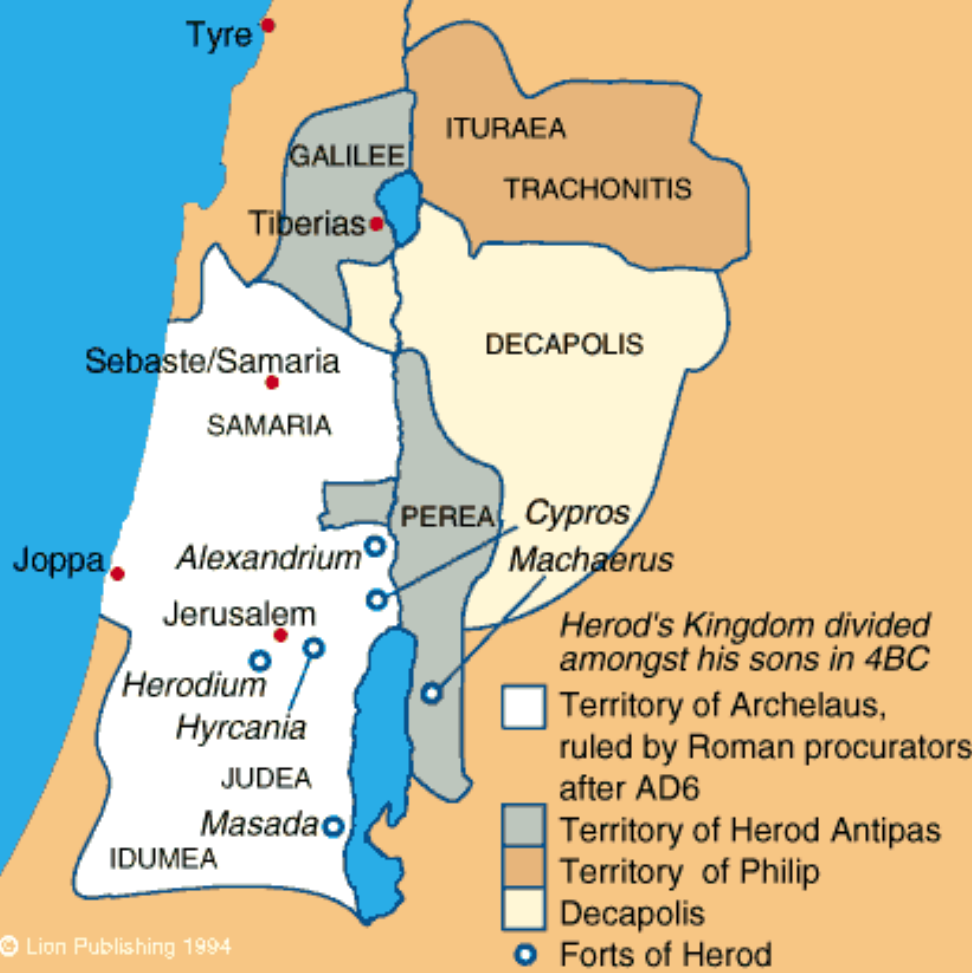 Tyre
ITURAEA
GALILEE
TRACHONITIS
Tiberias
DECAPOLIS
Sebaste/Samaria
SAMARIA
Cypros
PEREA
Alexandrium
Machaerus
Joppa
Jerusalem
Herodium
Hyrcania
JUDEA
Masada
IDUMEA
Herod's Kingdom divided
amongst his sons in 4BC
Territory of Archelaus,
ruled by Roman procurators
after AD6
Territory of Herod Antipas
Territory of Philip
Decapolis
Forts of Herod
© Lion Publishing 1994